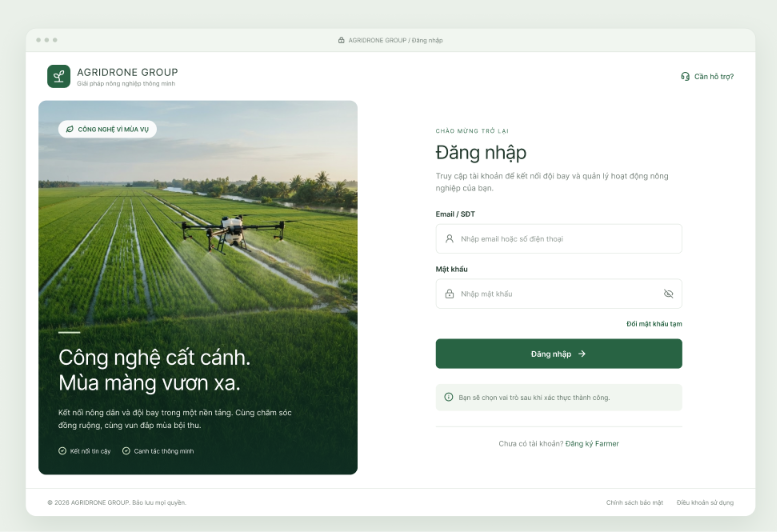 AGRIDRONE GROUP / Đăng nhập
AGRIDRONE GROUP
Giải pháp nông nghiệp thông minh
Cần hỗ trợ?
CÔNG NGHỆ VÌ MÙA VỤ
Công nghệ cất cánh.
Mùa màng vươn xa.
Kết nối nông dân và đội bay trong một nền tảng. Cùng chăm sóc
đồng ruộng, cùng vun đắp mùa bội thu.
Kết nối tin cậy
Canh tác thông minh
CHÀO MỪNG TRỞ LẠI
Đăng nhập
Truy cập tài khoản để kết nối đội bay và quản lý hoạt động nông
nghiệp của bạn.
Email / SĐT
Nhập email hoặc số điện thoại
Mật khẩu
Nhập mật khẩu
Đổi mật khẩu tạm
Đăng nhập
Bạn sẽ chọn vai trò sau khi xác thực thành công.
Chưa có tài khoản? Đăng ký Farmer
© 2026 AGRIDRONE GROUP. Bảo lưu mọi quyền.
Chính sách bảo mật
Điều khoản sử dụng